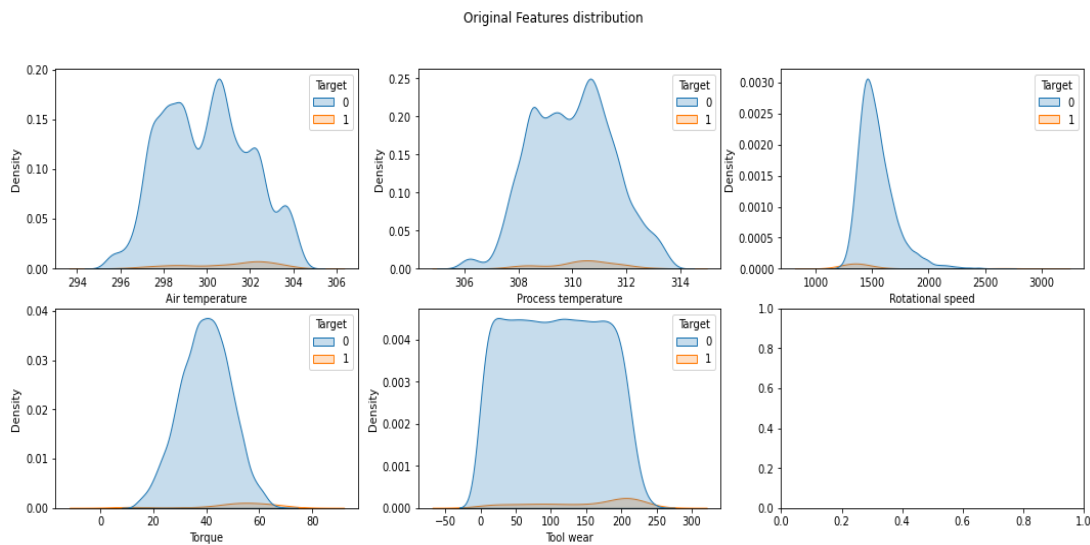 Original Features distribution
0.20
0.15
0.10
0.05
0.00
Density
294 296 298 300 302 304 306
Air temperature
Target
0
1
0.25
0.20
0.15
0.10
0.05
0.00
Density
306 308 310 312 314
Process temperature
Target
0
1
0.0030
0.0025
0.0020
0.0015
0.0010
0.0005
0.0000
Density
1000 1500 2000 2500 3000
Rotational speed
Target
0
1
0.04
0.03
0.02
0.01
0.00
Density
0 20 40 60 80
Torque
Target
0
1
0.004
0.003
0.002
0.001
0.000
Density
−50 0 50 100 150 200 250 300
Tool wear
Target
0
1
1.0
0.8
0.6
0.4
0.2
0.0
0.0 0.2 0.4 0.6 0.8 1.0